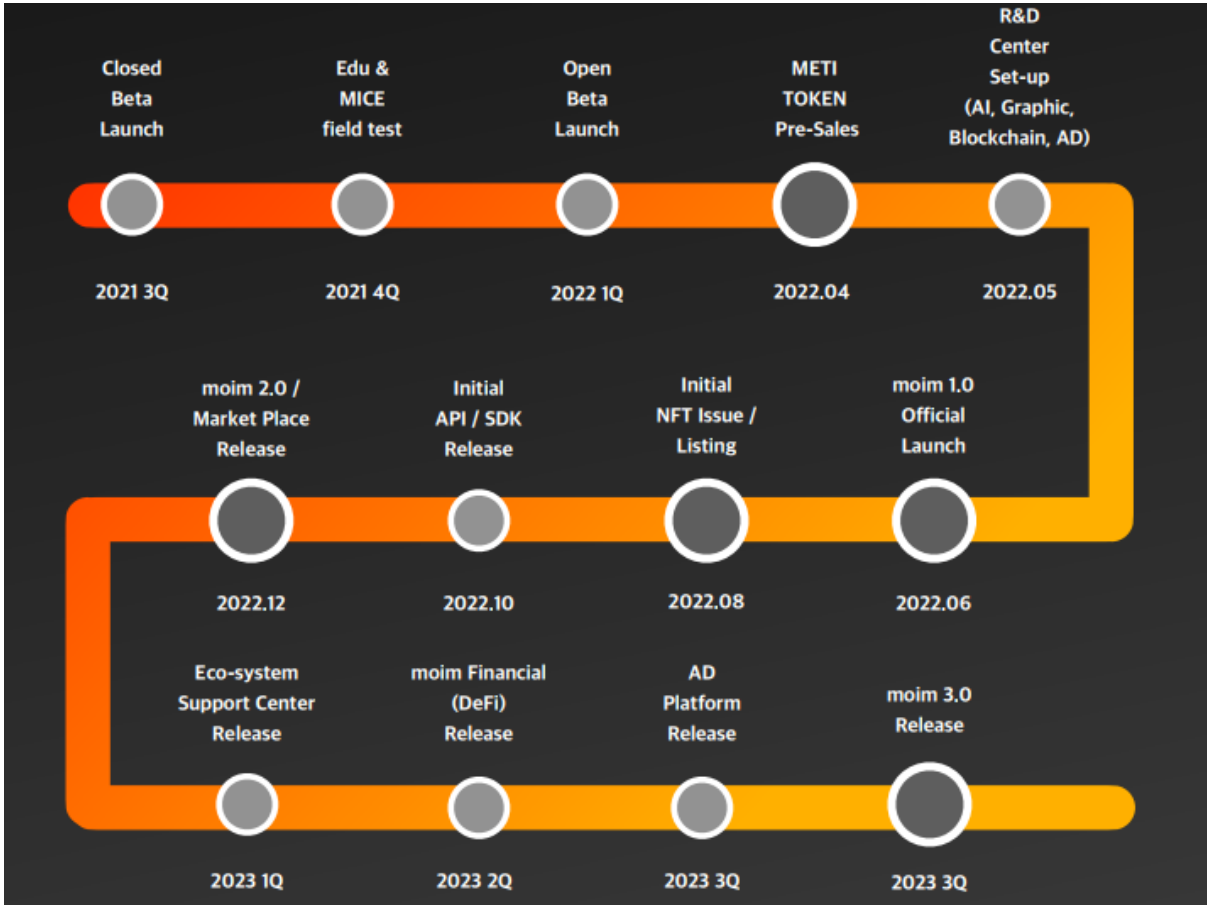 Closed
Beta
Launch
2021 3Q
Edu &
MICE
field test
2021 4Q
Open
Beta
Launch
2022 1Q
METI
TOKEN
Pre-Sales
2022.04
R&D
Center
Set-up
(AI, Graphic,
Blockchain, AD)
2022.05
moim 1.0
Official
Launch
2022.06
Initial
NFT Issue /
Listing
2022.08
Initial
API / SDK
Release
2022.10
moim 2.0 /
Market Place
Release
2022.12
Eco-system
Support Center
Release
2023 1Q
moim Financial
(DeFi)
Release
2023 2Q
AD
Platform
Release
2023 3Q
moim 3.0
Release
2023 3Q